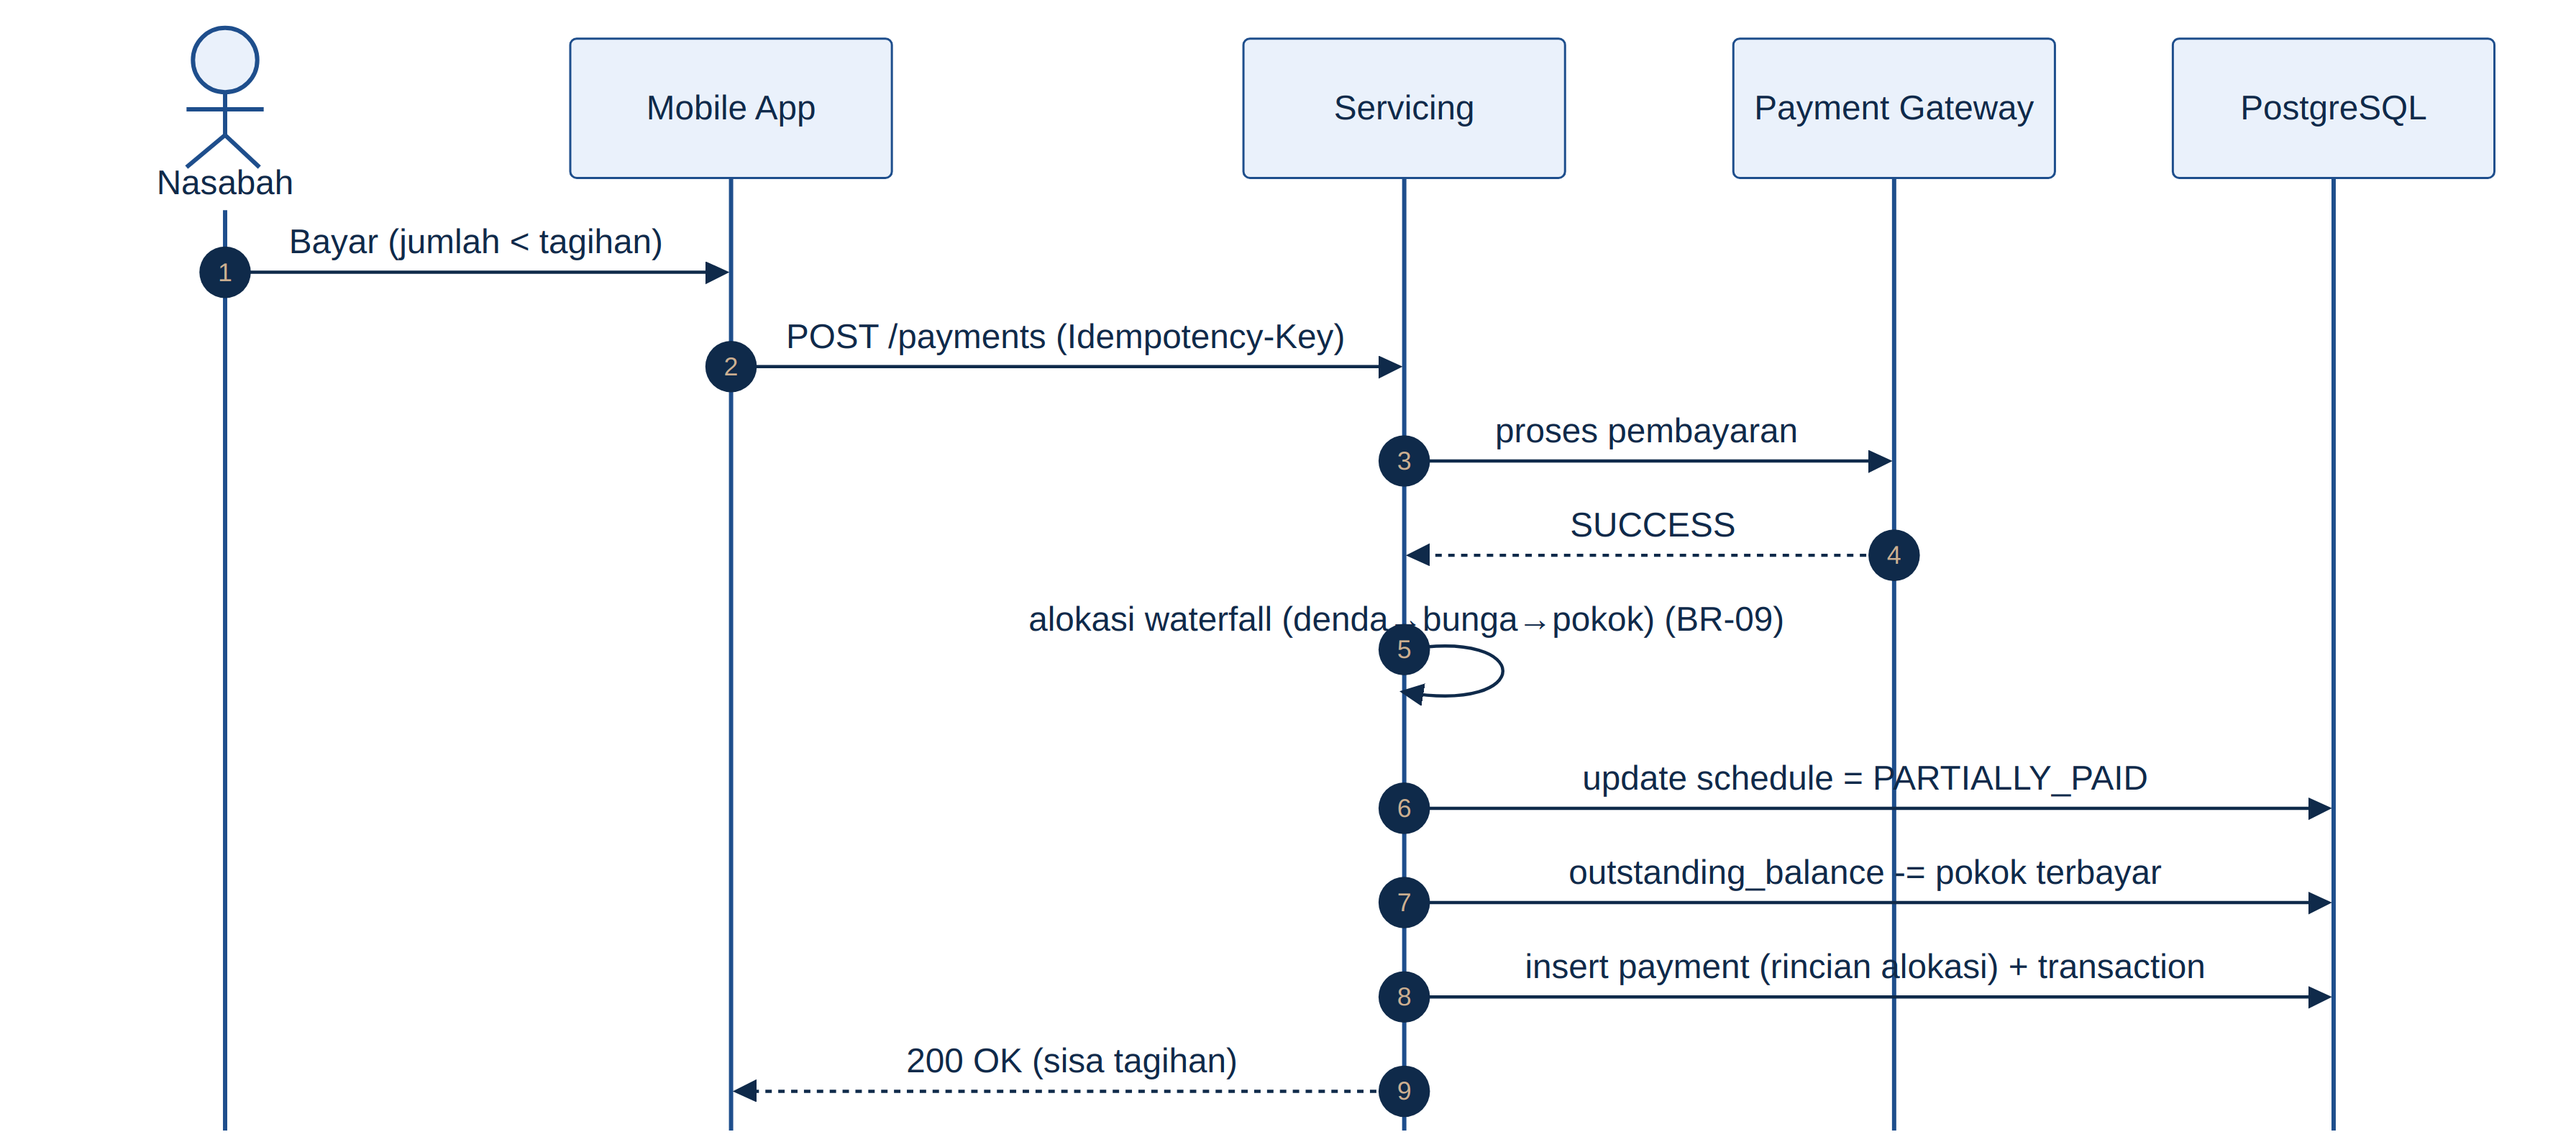 Nasabah
Mobile App
Servicing
Payment Gateway
PostgreSQL
1
Bayar (jumlah < tagihan)
2
POST /payments (Idempotency-Key)
3
proses pembayaran
SUCCESS
4
alokasi waterfall (denda→bunga→pokok) (BR-09)
5
update schedule = PARTIALLY_PAID
6
outstanding_balance -= pokok terbayar
7
insert payment (rincian alokasi) + transaction
8
200 OK (sisa tagihan)
9